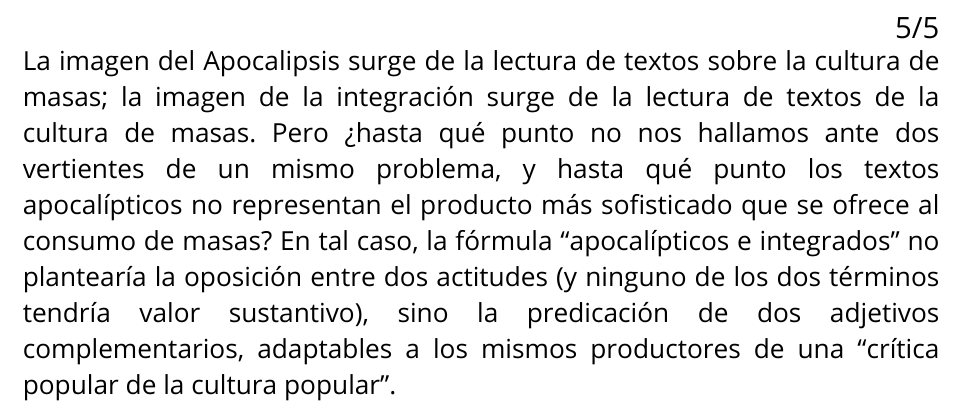 5/5
La imagen del Apocalipsis surge de la lectura de textos sobre la cultura de
masas; la imagen de la integración surge de la lectura de textos de la
cultura de masas. Pero ¿hasta qué punto no nos hallamos ante dos
vertientes de un mismo problema, y hasta qué punto los textos
apocalípticos no representan el producto más sofisticado que se ofrece al
consumo de masas? En tal caso, la fórmula “apocalípticos e integrados” no
plantearía la oposición entre dos actitudes (y ninguno de los dos términos
tendría valor sustantivo), sino la predicación de dos adjetivos
complementarios, adaptables a los mismos productores de una “crítica
popular de la cultura popular”.